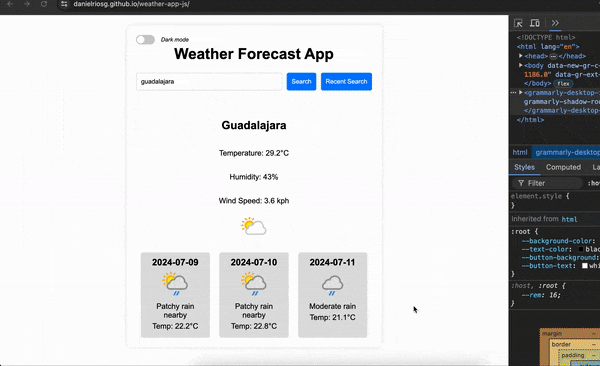 danielriosg.github.io/weather-app-js/
Dark mode
Weather Forecast App
guadalajara
Search
Recent Search
Guadalajara
Temperature: 29.2°C
Humidity: 43%
Wind Speed: 3.6 kph
2024-07-09
Patchy rain
nearby
Temp: 22.2°C
2024-07-10
Patchy rain
nearby
Temp: 22.8°C
2024-07-11
Moderate rain
Temp: 21.1°C
<!DOCTYPE html>
<html lang="en">
<head> ⋯ </head>
<body data-new-gr-c-
1186.0" data-gr-ext-
</body> flex
<grammarly-desktop-
grammarly-shadow-roo
</grammarly-desktop-
</html>
html grammarly-desktop
Styles Computed La
Filter :ho
element.style {
}
Inherited from html
:root {
--background-color:
--text-color: black
--button-background:
--button-text: whi
}
:host, :root {
--rem: 16;
}
margin
border
padding